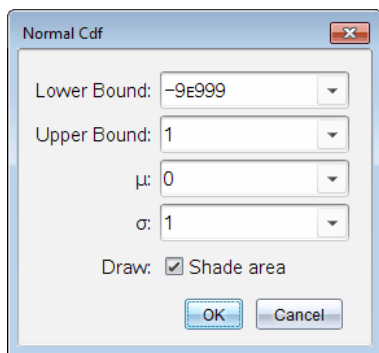 Normal Cdf
Lower Bound: -9E999
Upper Bound: 1
μ: 0
σ: 1
Draw: Shade area
OK Cancel